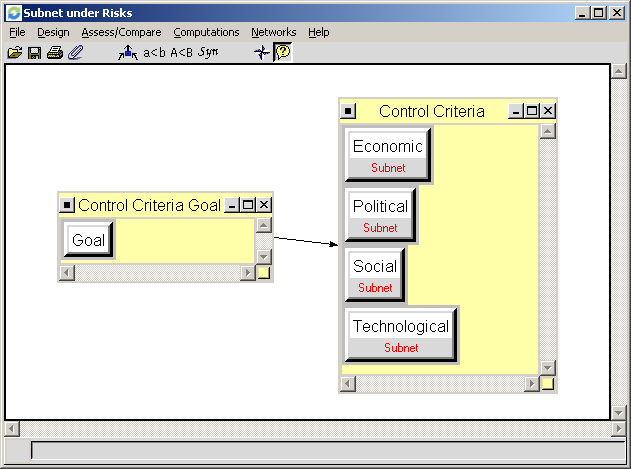 Subnet under Risks
File Design Assess/Compare Computations Networks Help
a<b A<B Sym
Control Criteria
Economic
Subnet
Political
Subnet
Control Criteria Goal
Goal
Social
Subnet
Technological
Subnet